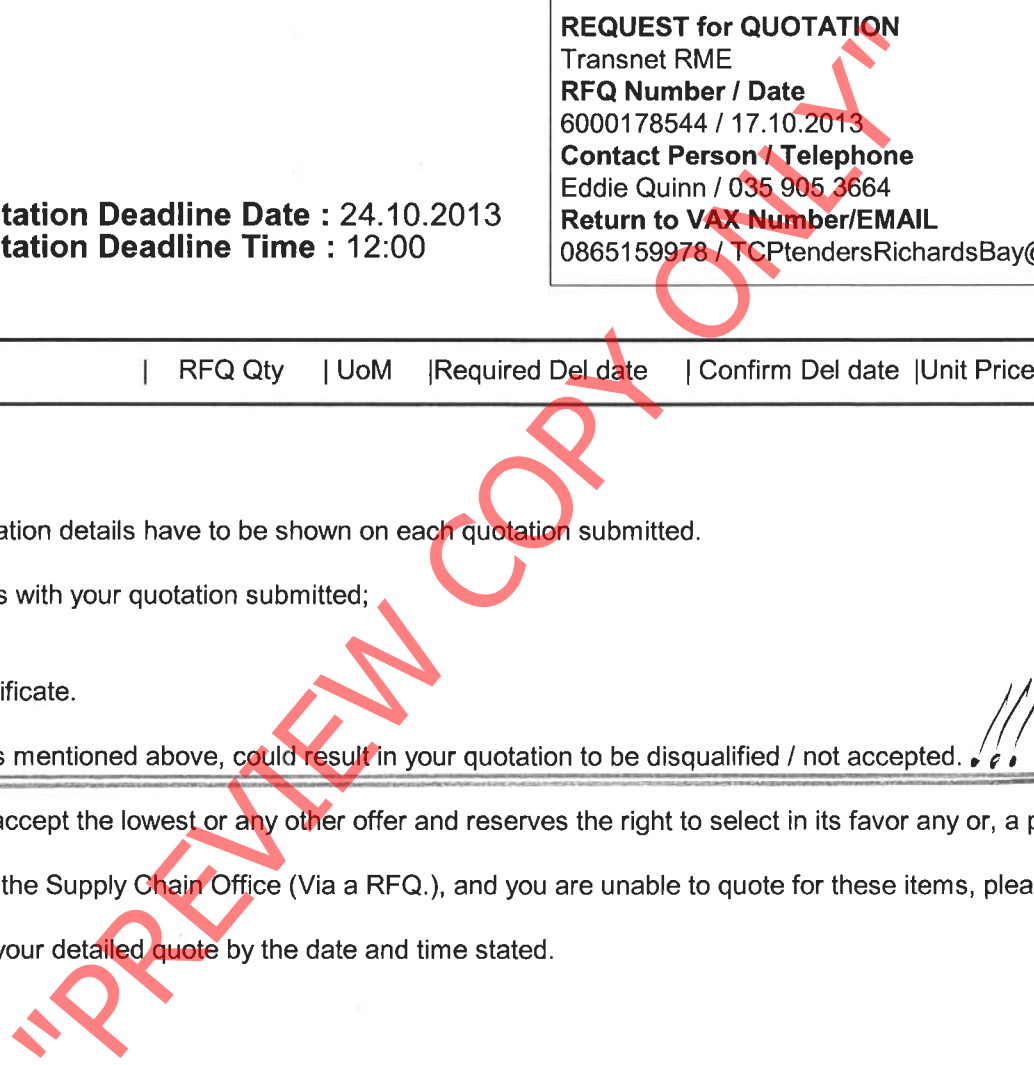 REQUEST for QUOTATION
Transnet RME
RFQ Number / Date
6000178544 / 17.10.2013
Contact Person / Telephone
Eddie Quinn / 035 905 3664
Return to VAX Number/EMAIL
0865159978 / TCPtendersRichardsBay@
tation Deadline Date : 24.10.2013
tation Deadline Time : 12:00
| RFQ Qty | UoM |Required Del date | Confirm Del date |Unit Price
ation details have to be shown on each quotation submitted.
s with your quotation submitted;
ificate.
s mentioned above, could result in your quotation to be disqualified / not accepted. !!!
accept the lowest or any other offer and reserves the right to select in its favor any or, a p
the Supply Chain Office (Via a RFQ.), and you are unable to quote for these items, plea
your detailed quote by the date and time stated.
"PREVIEW COPY ONLY"